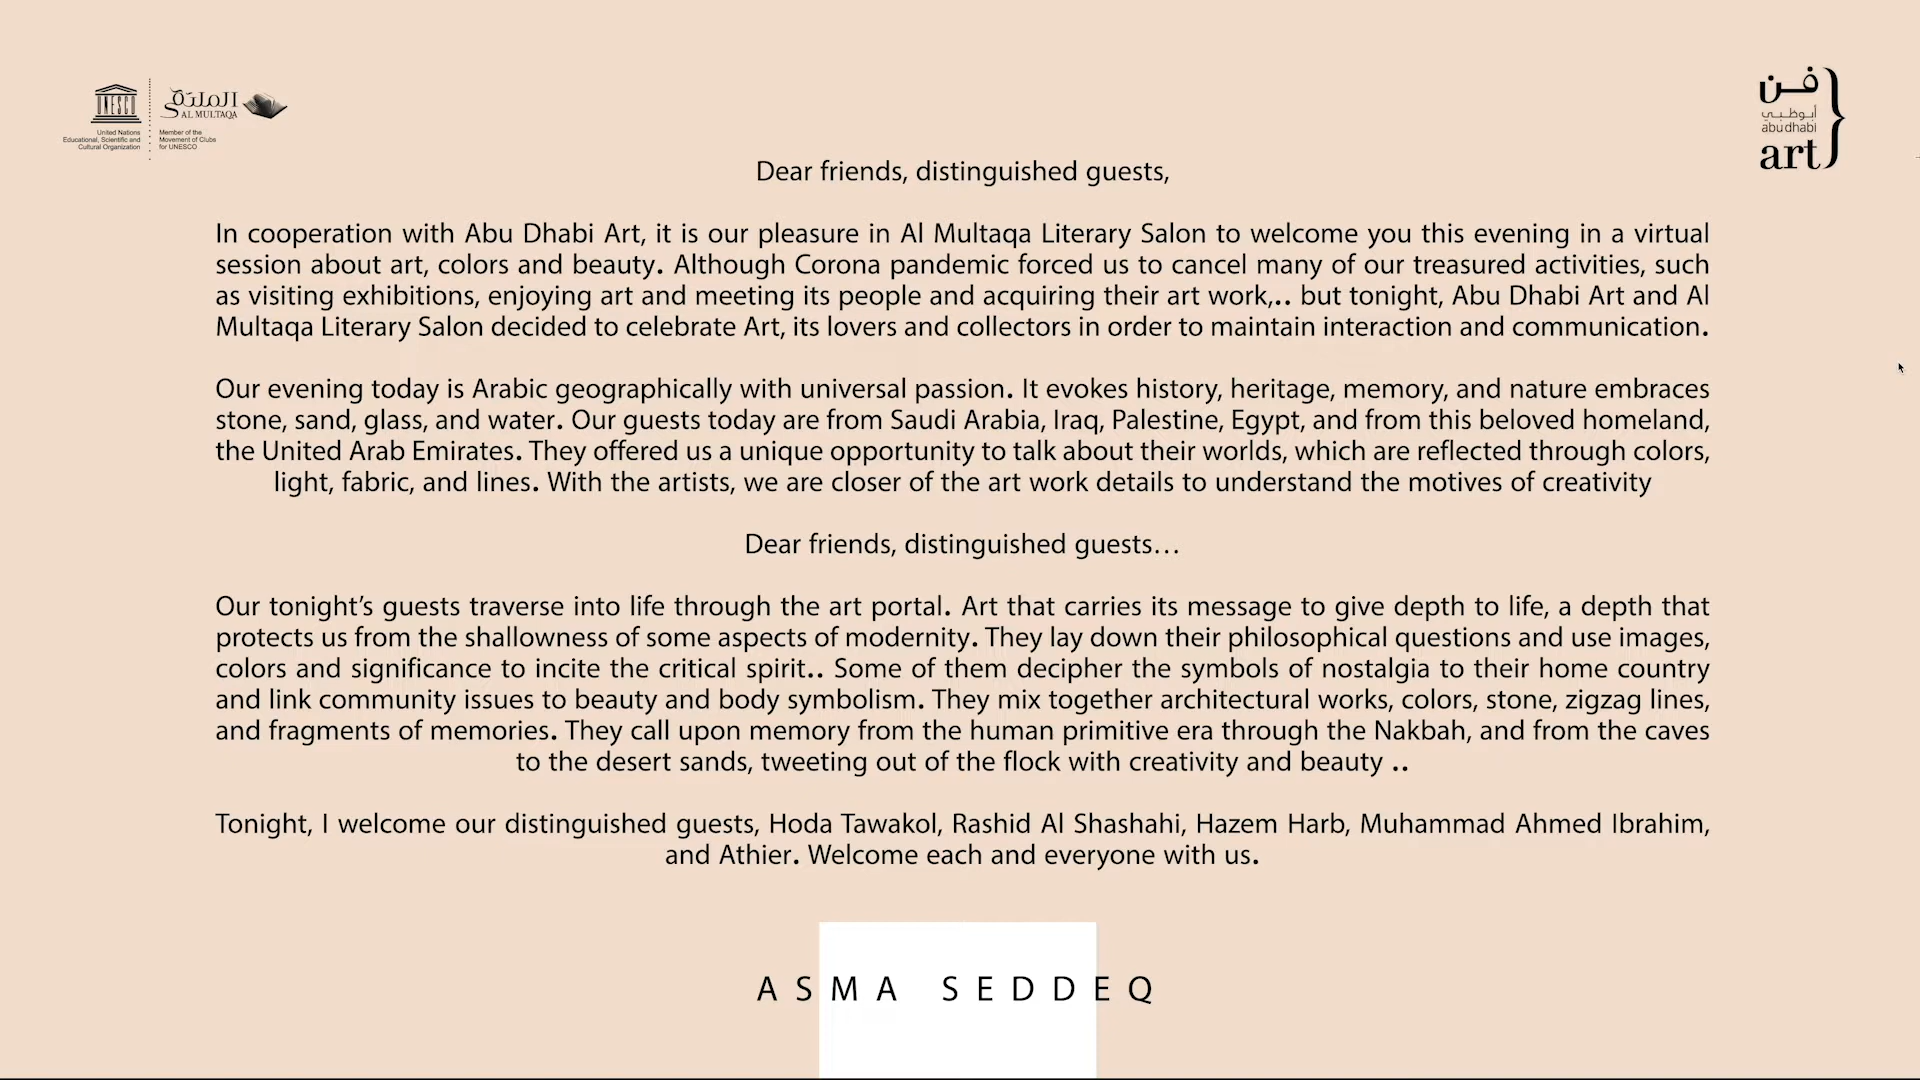 UNESCO
United Nations
Educational, Scientific and
Cultural Organization
الملتقى
AL MULTAQA
Member of the
Movement of Clubs
for UNESCO
فن
أبوظبي
abu dhabi
art
Dear friends, distinguished guests,
In cooperation with Abu Dhabi Art, it is our pleasure in Al Multaqa Literary Salon to welcome you this evening in a virtual
session about art, colors and beauty. Although Corona pandemic forced us to cancel many of our treasured activities, such
as visiting exhibitions, enjoying art and meeting its people and acquiring their art work,.. but tonight, Abu Dhabi Art and Al
Multaqa Literary Salon decided to celebrate Art, its lovers and collectors in order to maintain interaction and communication.
Our evening today is Arabic geographically with universal passion. It evokes history, heritage, memory, and nature embraces
stone, sand, glass, and water. Our guests today are from Saudi Arabia, Iraq, Palestine, Egypt, and from this beloved homeland,
the United Arab Emirates. They offered us a unique opportunity to talk about their worlds, which are reflected through colors,
light, fabric, and lines. With the artists, we are closer of the art work details to understand the motives of creativity
Dear friends, distinguished guests…
Our tonight’s guests traverse into life through the art portal. Art that carries its message to give depth to life, a depth that
protects us from the shallowness of some aspects of modernity. They lay down their philosophical questions and use images,
colors and significance to incite the critical spirit.. Some of them decipher the symbols of nostalgia to their home country
and link community issues to beauty and body symbolism. They mix together architectural works, colors, stone, zigzag lines,
and fragments of memories. They call upon memory from the human primitive era through the Nakbah, and from the caves
to the desert sands, tweeting out of the flock with creativity and beauty ..
Tonight, I welcome our distinguished guests, Hoda Tawakol, Rashid Al Shashahi, Hazem Harb, Muhammad Ahmed Ibrahim,
and Athier. Welcome each and everyone with us.
ASMA SEDDEQ